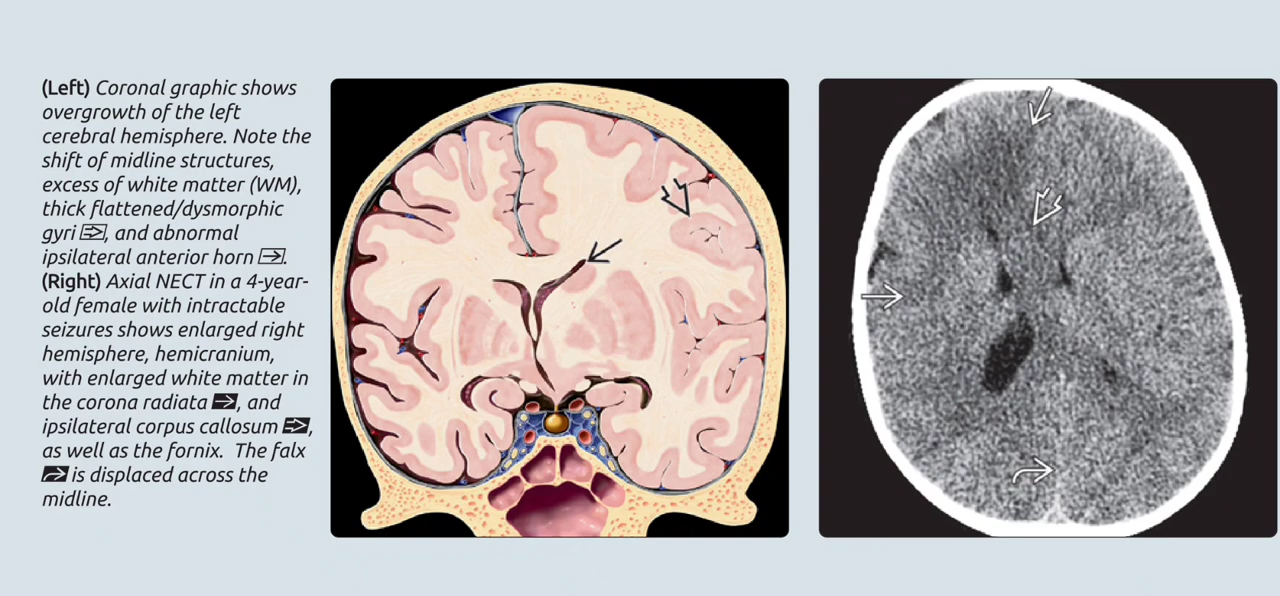 (Left) Coronal graphic shows
overgrowth of the left
cerebral hemisphere. Note the
shift of midline structures,
excess of white matter (WM),
thick flattened/dysmorphic
gyri, and abnormal
ipsilateral anterior horn.
(Right) Axial NECT in a 4-year-
old female with intractable
seizures shows enlarged right
hemisphere, hemicranium,
with enlarged white matter in
the corona radiata, and
ipsilateral corpus callosum,
as well as the fornix. The falx
is displaced across the
midline.